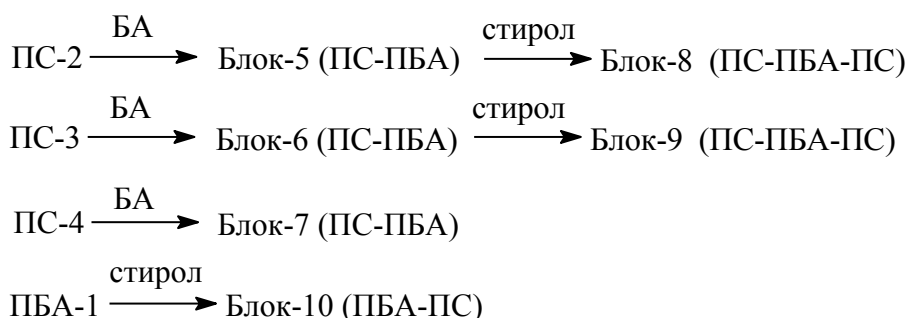 БА стирол
ПС-2 Блок-5 (ПС-ПБА) Блок-8 (ПС-ПБА-ПС)
БА стирол
ПС-3 Блок-6 (ПС-ПБА) Блок-9 (ПС-ПБА-ПС)
БА
ПС-4 Блок-7 (ПС-ПБА)
стирол
ПБА-1 Блок-10 (ПБА-ПС)